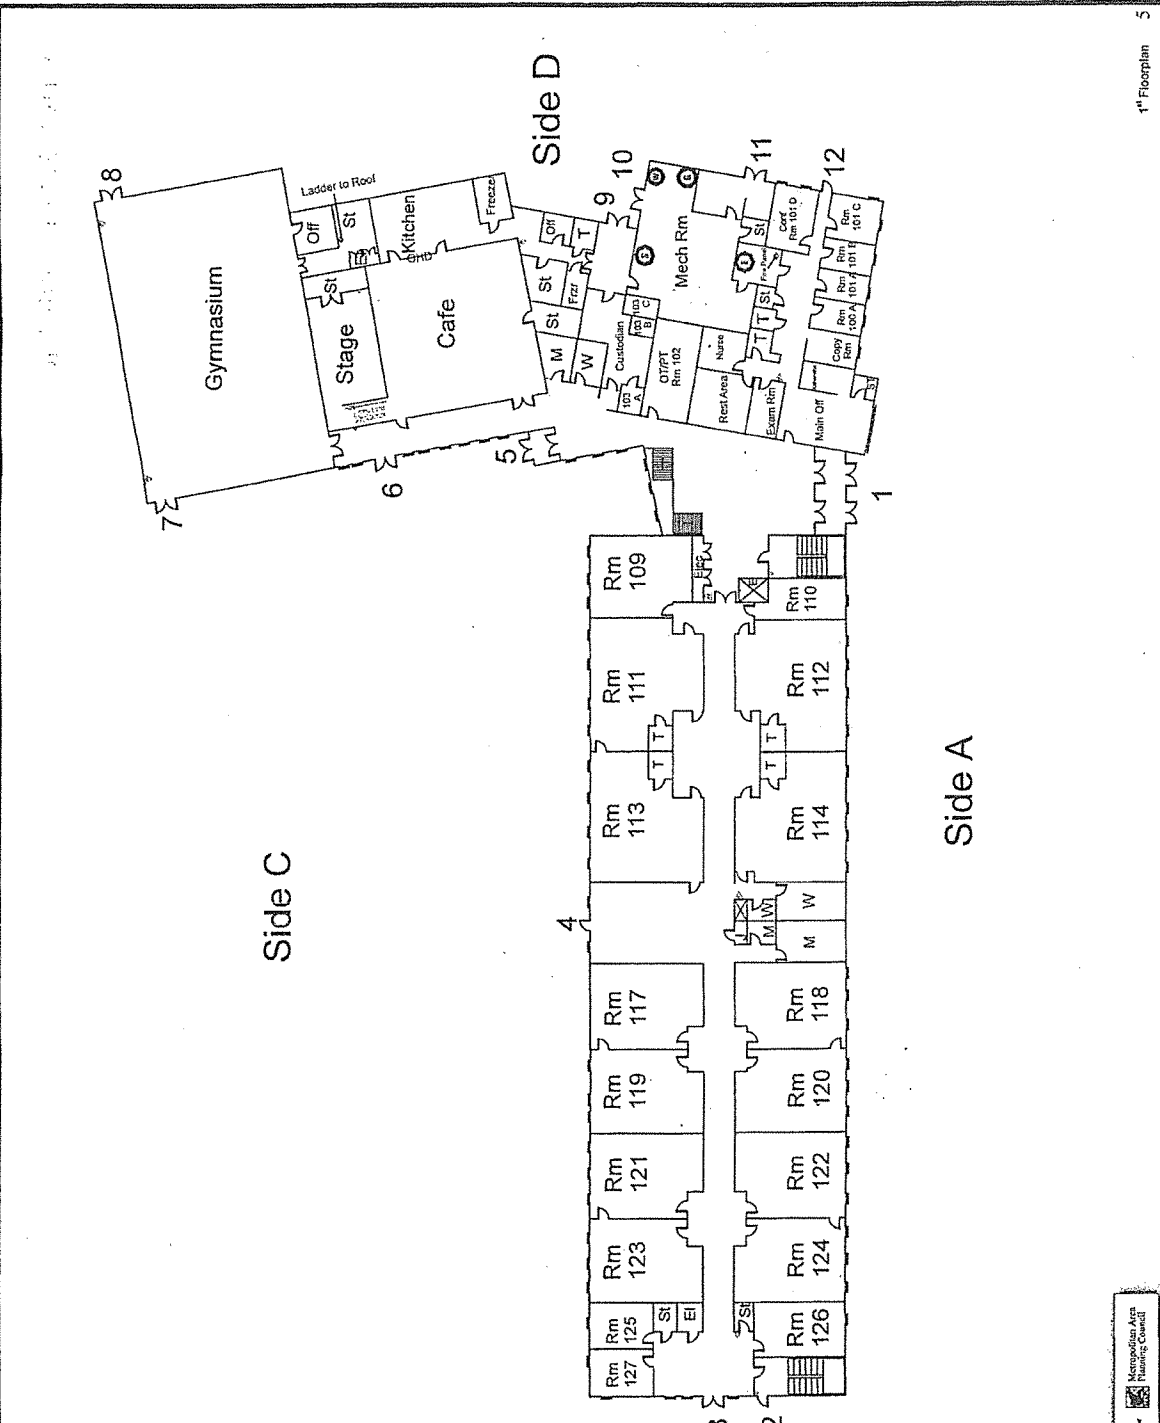 5
1st Floorplan
Side D
8
Ladder to Roof
Off
St
Kitchen
Freezer
Gymnasium
St
Stage
Cafe
7
6
5
Off
T
9
10
St
Frzr
St
M
W
Custodian
103 A
103 B
103 C
W
G
Mech Rm
11
12
St
Conf
Rm 101 D
Rm
101 C
Rm
101 B
Rm
101 A
Rm
100 A
Copy
Rm
St
T
T
OT/PT
Rm 102
Nurse
Rest Area
Exam Rm
Main Off
ST
1
Rm
109
Elec
E
Rm
110
Rm
111
Rm
112
T
T
T
T
Rm
113
Rm
114
Side C
Side A
4
W
M
W
M
Rm
117
Rm
118
Rm
119
Rm
120
Rm
121
Rm
122
Rm
123
Rm
124
St
El
St
Rm
125
Rm
126
Rm
127
3
2
Metropolitan Area
Planning Council